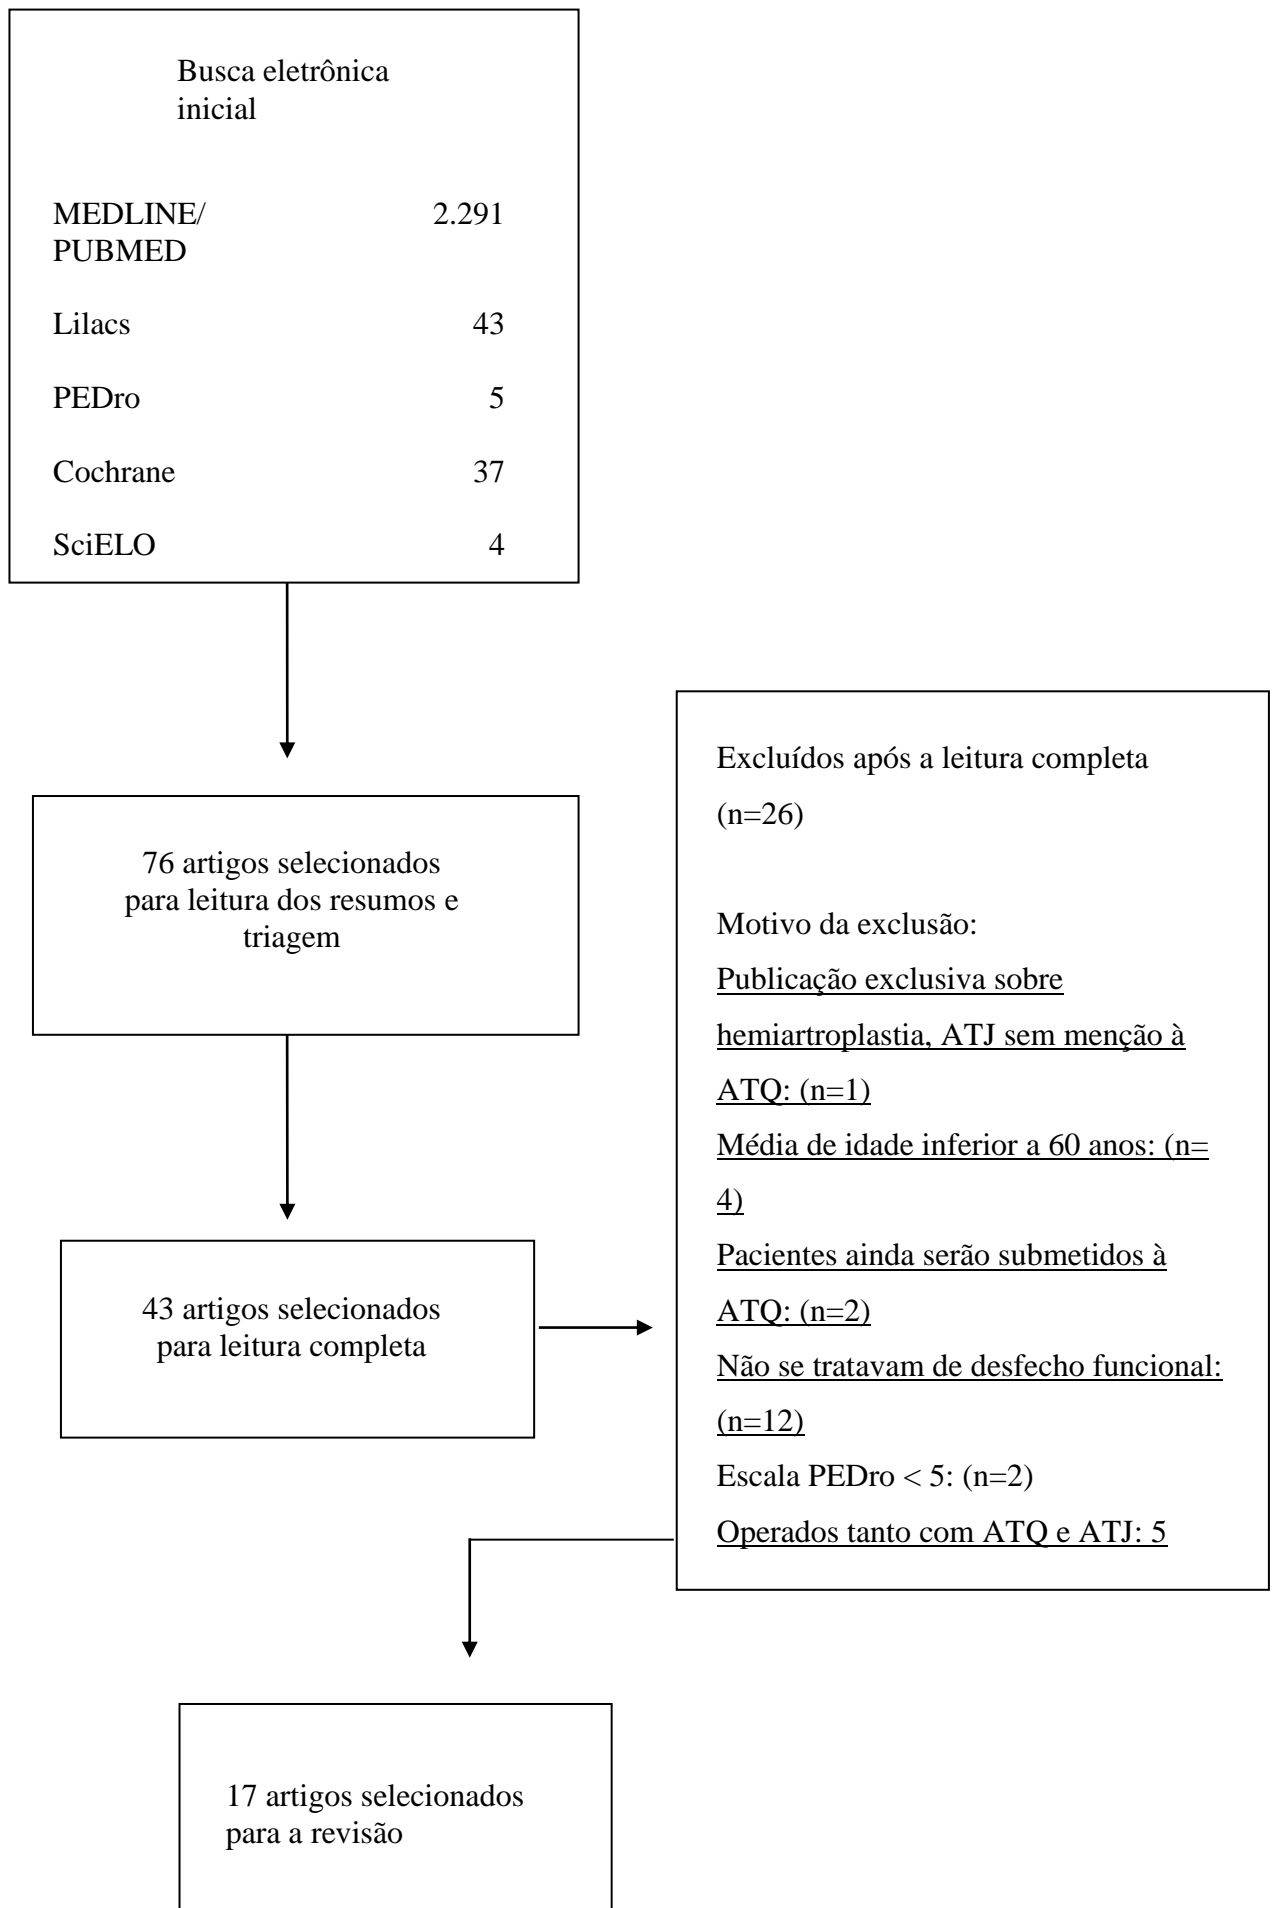 Busca eletrônica
inicial
MEDLINE/ 2.291
PUBMED
Lilacs 43
PEDro 5
Cochrane 37
SciELO 4
76 artigos selecionados
para leitura dos resumos e
triagem
43 artigos selecionados
para leitura completa
Excluídos após a leitura completa
(n=26)
Motivo da exclusão:
Publicação exclusiva sobre
hemiartroplastia, ATJ sem menção à
ATQ: (n=1)
Média de idade inferior a 60 anos: (n=
4)
Pacientes ainda serão submetidos à
ATQ: (n=2)
Não se tratavam de desfecho funcional:
(n=12)
Escala PEDro < 5: (n=2)
Operados tanto com ATQ e ATJ: 5
17 artigos selecionados
para a revisão